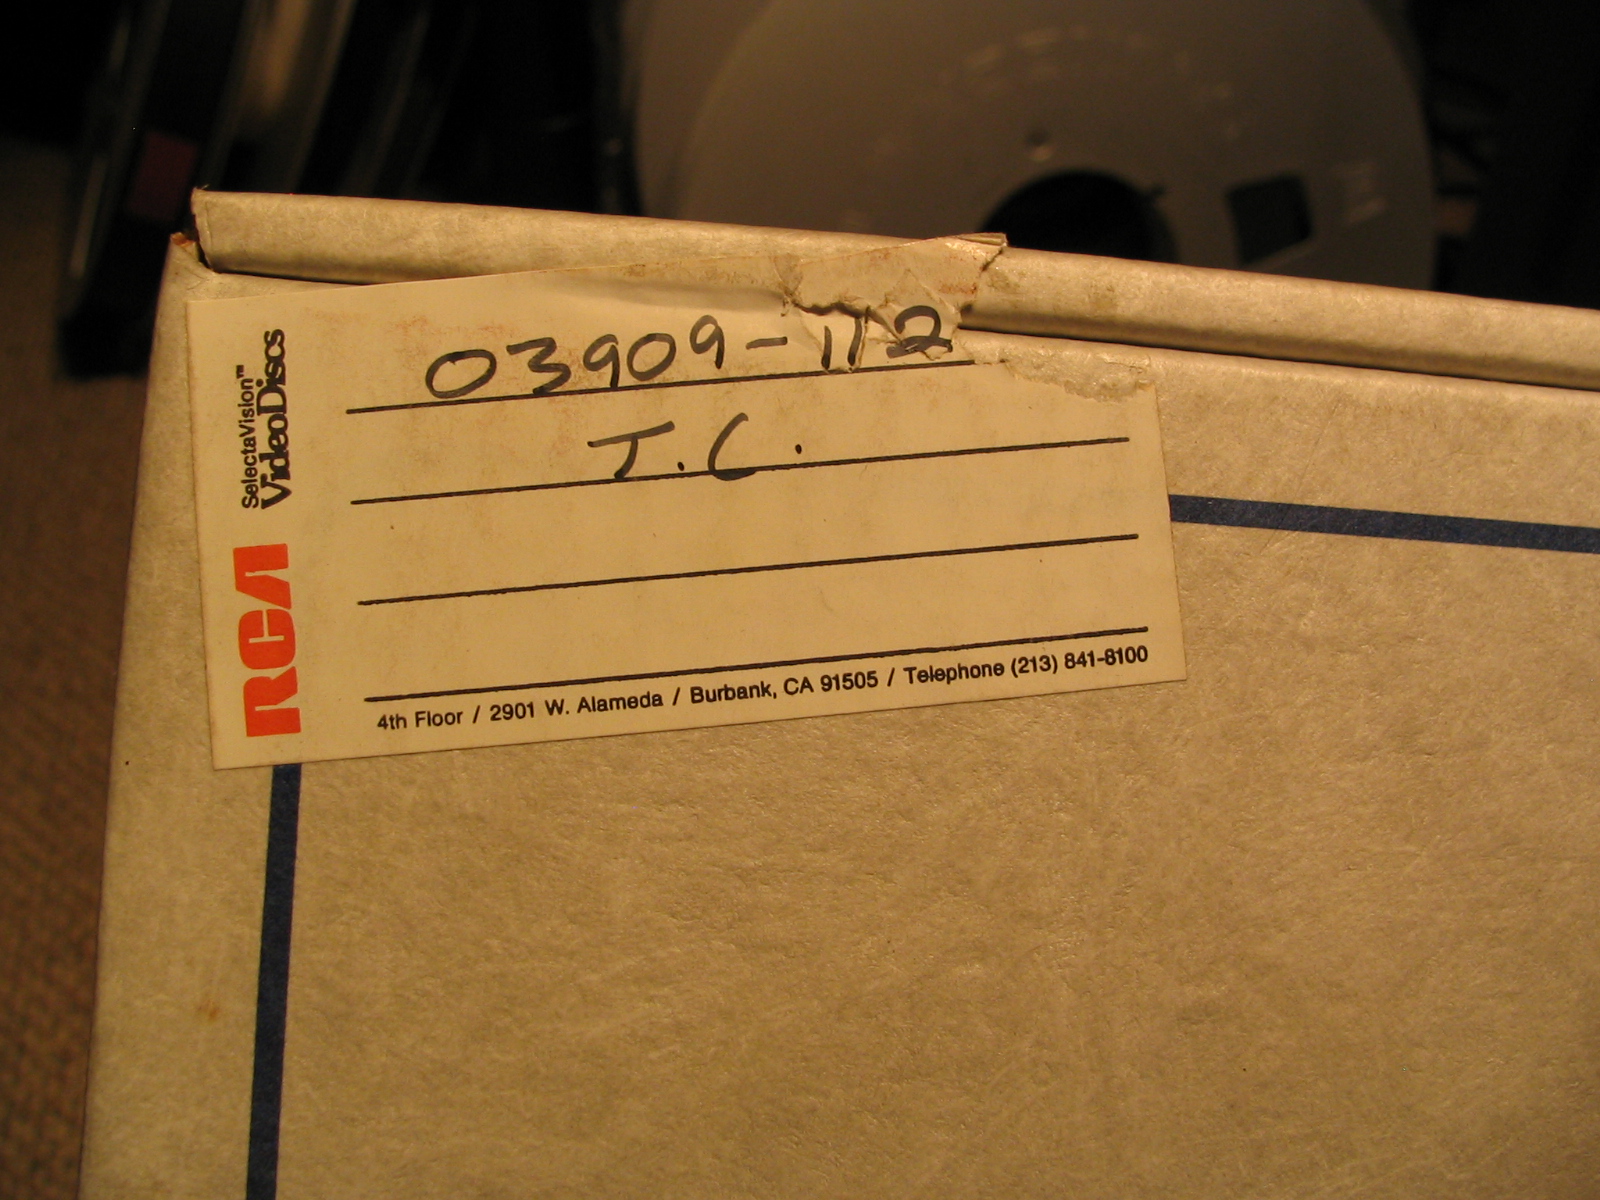 RCA SelectaVision™
VideoDiscs
03909-112
T.C.
4th Floor / 2901 W. Alameda / Burbank, CA 91505 / Telephone (213) 841-8100